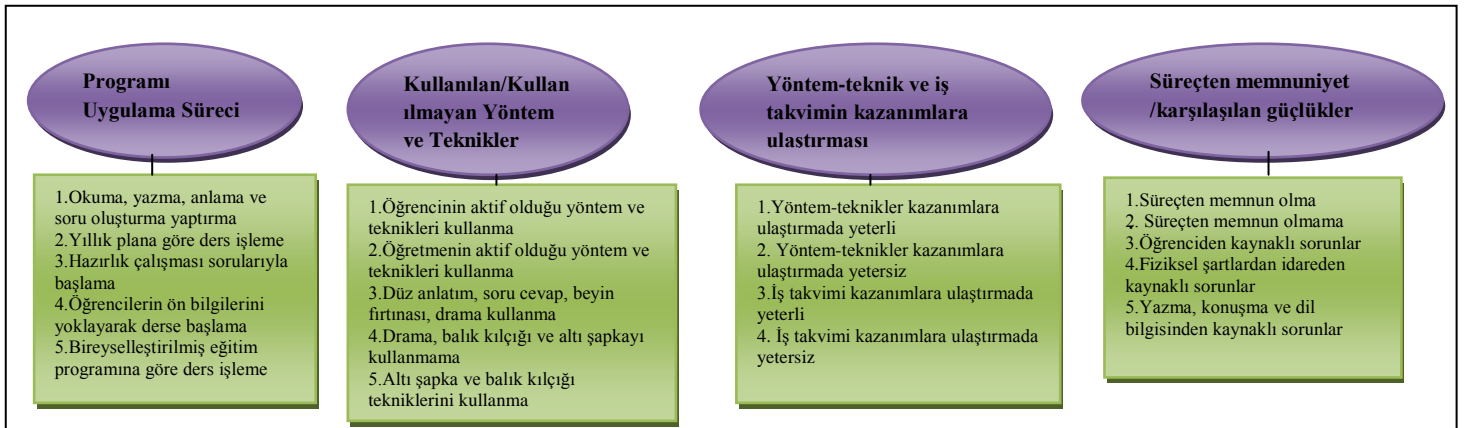 Programı
Uygulama Süreci
1.Okuma, yazma, anlama ve
soru oluşturma yaptırma
2.Yıllık plana göre ders işleme
3.Hazırlık çalışması sorularıyla
başlama
4.Öğrencilerin ön bilgilerini
yoklayarak derse başlama
5.Bireyselleştirilmiş eğitim
programına göre ders işleme
Kullanılan/Kullan
ılmayan Yöntem
ve Teknikler
1.Öğrencinin aktif olduğu yöntem ve
teknikleri kullanma
2.Öğretmenin aktif olduğu yöntem ve
teknikleri kullanma
3.Düz anlatım, soru cevap, beyin
fırtınası, drama kullanma
4.Drama, balık kılçığı ve altı şapkayı
kullanmama
5.Altı şapka ve balık kılçığı
tekniklerini kullanma
Yöntem-teknik ve iş
takvimin kazanımlara
ulaştırması
1.Yöntem-teknikler kazanımlara
ulaştırmada yeterli
2. Yöntem-teknikler kazanımlara
ulaştırmada yetersiz
3.İş takvimi kazanımlara ulaştırmada
yeterli
4. İş takvimi kazanımlara ulaştırmada
yetersiz
Süreçten memnuniyet
/karşılaşılan güçlükler
1.Süreçten memnun olma
2. Süreçten memnun olmama
3.Öğrenciden kaynaklı sorunlar
4.Fiziksel şartlardan idareden
kaynaklı sorunlar
5.Yazma, konuşma ve dil
bilgisinden kaynaklı sorunlar